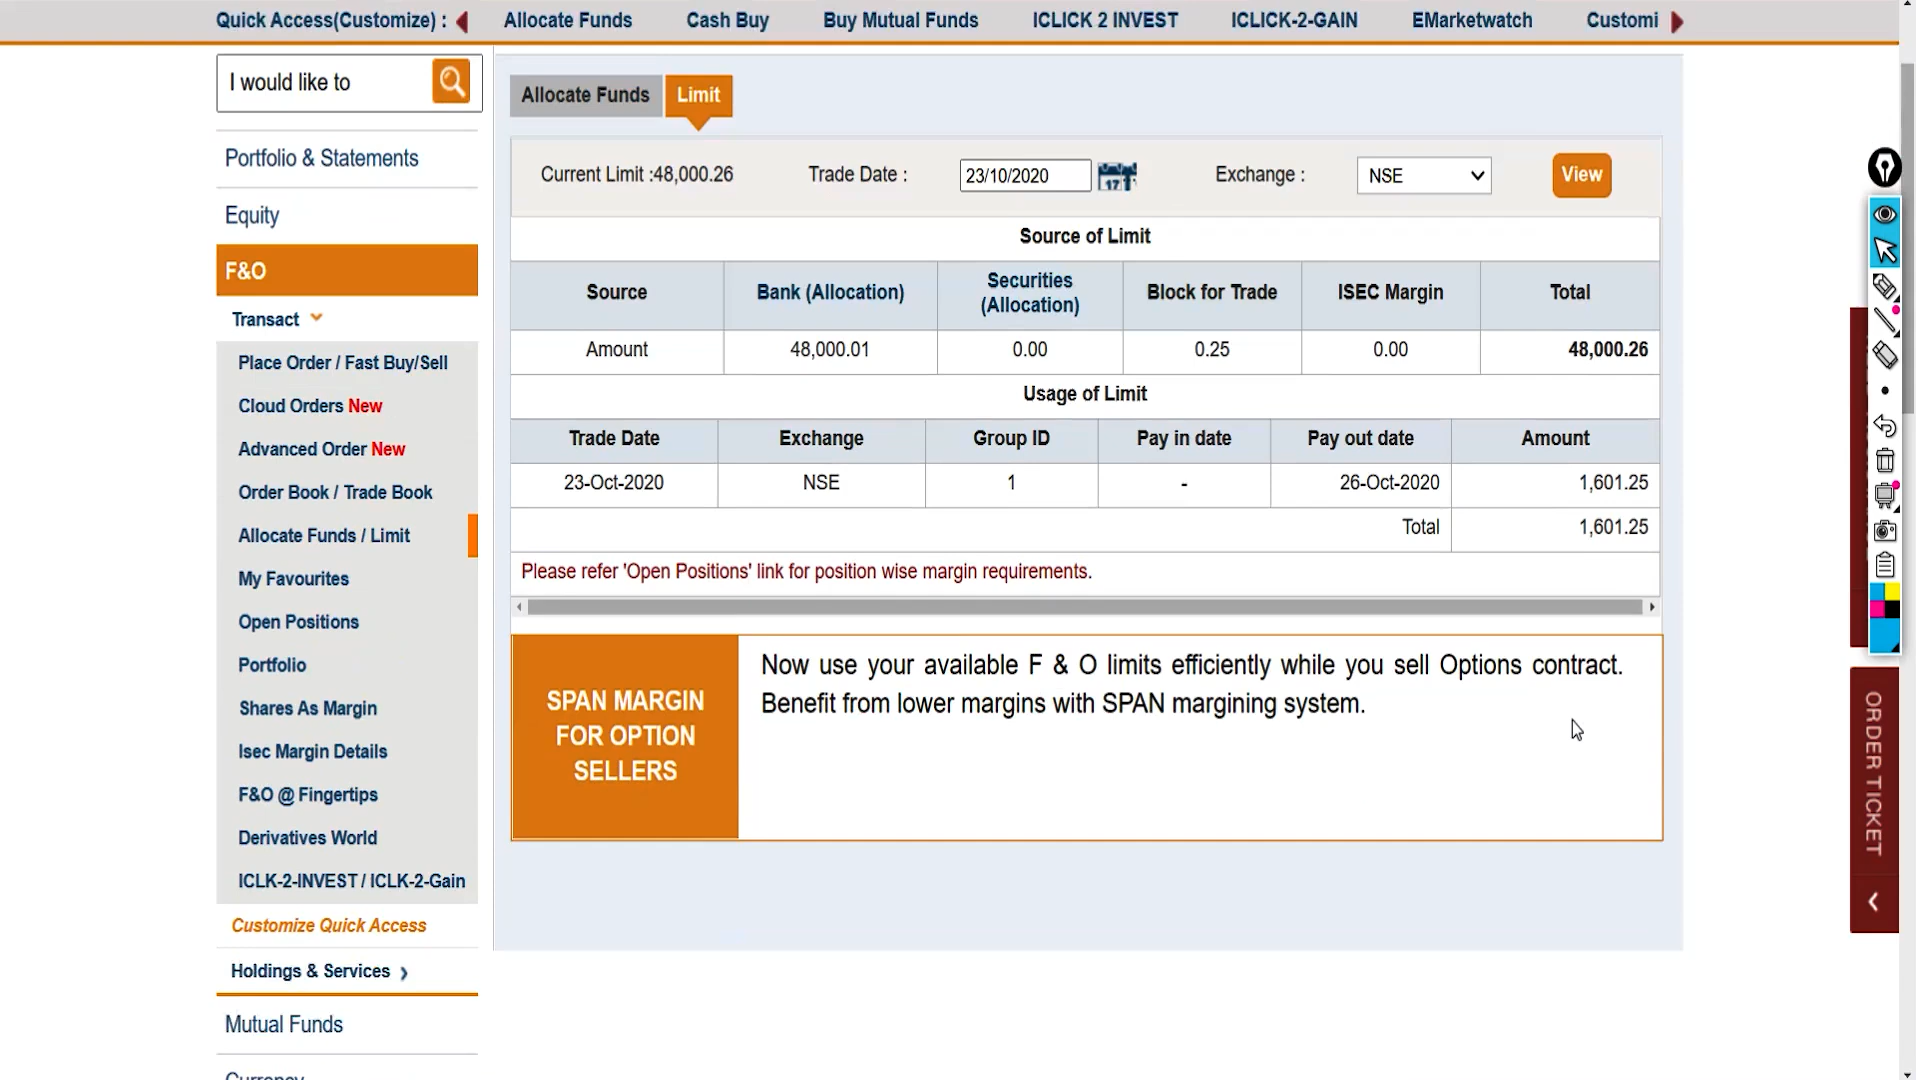 Quick Access(Customize) : Allocate Funds Cash Buy Buy Mutual Funds ICLICK 2 INVEST ICLICK-2-GAIN EMarketwatch Customi
I would like to
Portfolio & Statements
Equity
F&O
Transact
Place Order / Fast Buy/Sell
Cloud Orders New
Advanced Order New
Order Book / Trade Book
Allocate Funds / Limit
My Favourites
Open Positions
Portfolio
Shares As Margin
Isec Margin Details
F&O @ Fingertips
Derivatives World
ICLK-2-INVEST / ICLK-2-Gain
Customize Quick Access
Holdings & Services
Mutual Funds
Allocate Funds Limit
Current Limit :48,000.26 Trade Date : 23/10/2020 17 Exchange : NSE View
Source of Limit
Source Bank (Allocation) Securities (Allocation) Block for Trade ISEC Margin Total
Amount 48,000.01 0.00 0.25 0.00 48,000.26
Usage of Limit
Trade Date Exchange Group ID Pay in date Pay out date Amount
23-Oct-2020 NSE 1 - 26-Oct-2020 1,601.25
Total 1,601.25
Please refer 'Open Positions' link for position wise margin requirements.
SPAN MARGIN
FOR OPTION
SELLERS
Now use your available F & O limits efficiently while you sell Options contract.
Benefit from lower margins with SPAN margining system.
ORDER TICKET